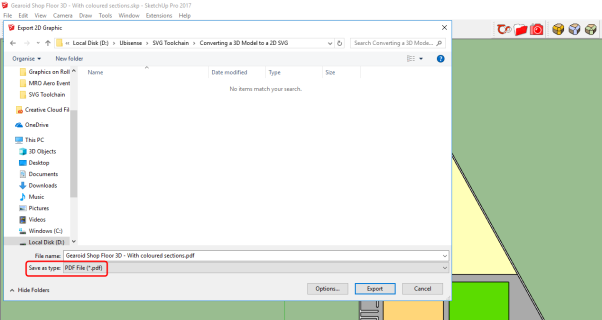 Gearoid Shop Floor 3D - With coloured sections.skp - SketchUp Pro 2017
File Edit View Camera Draw Tools Window Extensions Help
Export 2D Graphic
« Local Disk (D:) › Ubisense › SVG Toolchain › Converting a 3D Model to a 2D SVG
Search Converting a 3D Mode...
Organise
New folder
Name
Date modified
Type
Size
No items match your search.
Graphics on Roll
MRO Aero Event
SVG Toolchain
Creative Cloud Fil
OneDrive
This PC
3D Objects
Desktop
Documents
Downloads
Music
Pictures
Videos
Windows (C:)
Local Disk (D:)
File name: Gearoid Shop Floor 3D - With coloured sections.pdf
Save as type: PDF File (*.pdf)
Hide Folders
Options...
Export
Cancel